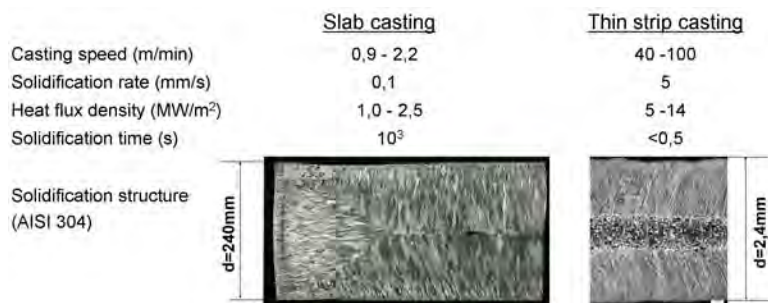 Slab casting Thin strip casting
Casting speed (m/min) 0,9 - 2,2 40 -100
Solidification rate (mm/s) 0,1 5
Heat flux density (MW/m²) 1,0 - 2,5 5 -14
Solidification time (s) 10³ <0,5
Solidification structure
(AISI 304)
d=240mm
d=2,4mm